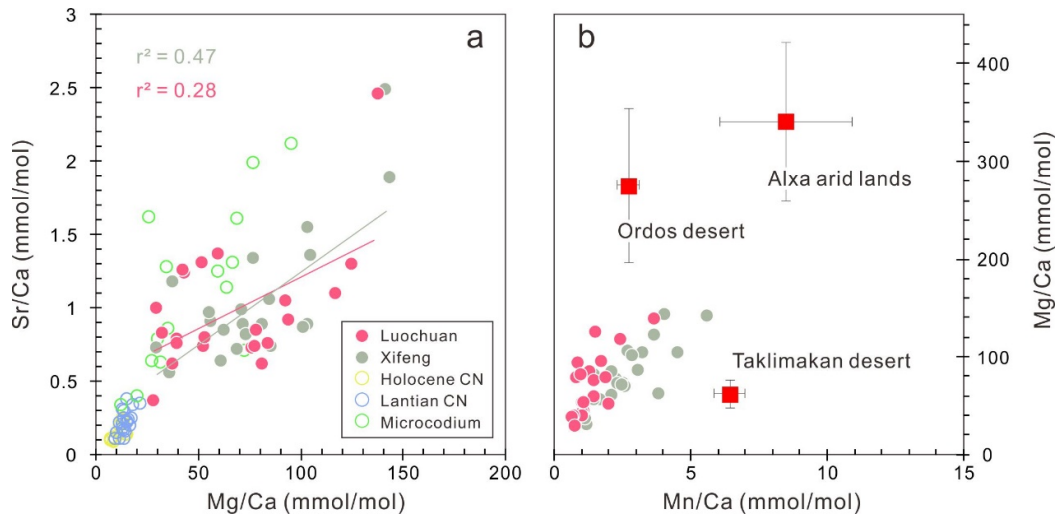 a
r² = 0.47
r² = 0.28
3
2.5
2
1.5
1
0.5
0
Sr/Ca (mmol/mol)
0
50
100
150
200
Mg/Ca (mmol/mol)
Luochuan
Xifeng
Holocene CN
Lantian CN
Microcodium
b
Alxa arid lands
Ordos desert
Taklimakan desert
0
5
10
15
Mn/Ca (mmol/mol)
400
300
200
100
0
Mg/Ca (mmol/mol)